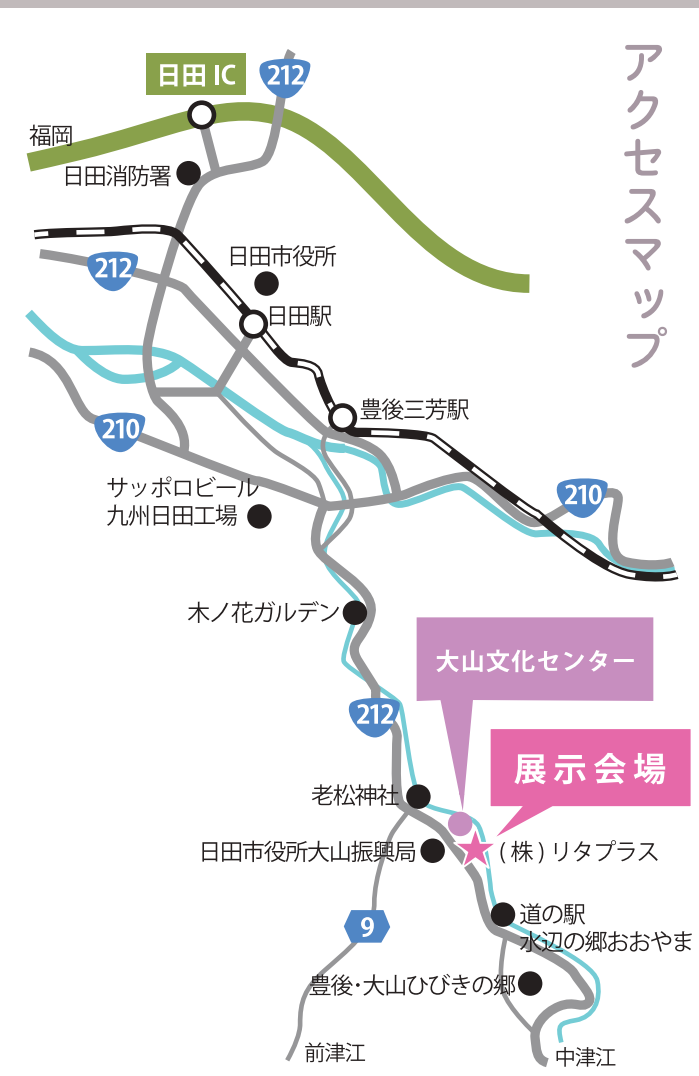 アクセスマップ
日田 IC
212
福岡
日田消防署
212
日田市役所
日田駅
豊後三芳駅
210
サッポロビール
九州日田工場
210
木ノ花ガルデン
大山文化センター
212
展示会場
老松神社
日田市役所大山振興局
(株)リタプラス
9
道の駅
水辺の郷おおやま
豊後・大山ひびきの郷
前津江
中津江